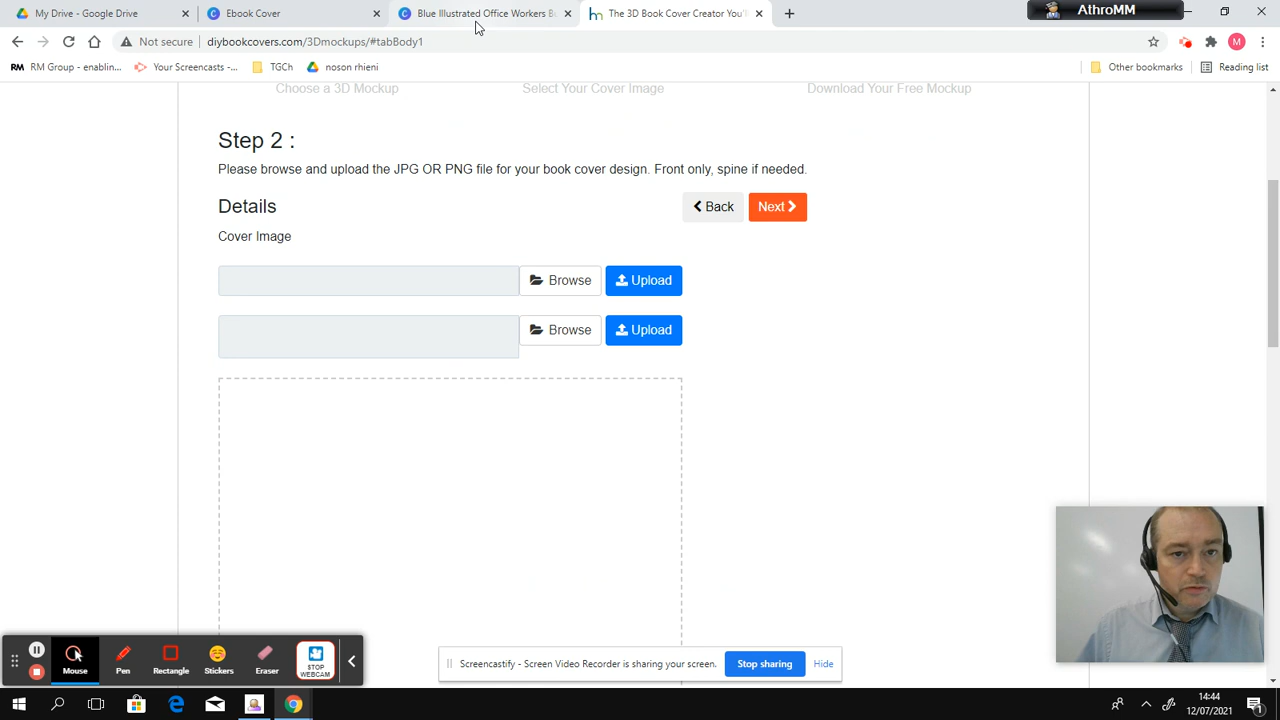 My Drive - Google Drive
Ebook Cover
Blue Illustrated Office Workers Bo
The 3D Book Cover Creator You'l
AthroMM
Not secure diybookcovers.com/3Dmockups/#tabBody1
M
RM RM Group - enablin...
Your Screencasts -...
TGCh
noson rhieni
Other bookmarks
Reading list
Choose a 3D Mockup
Select Your Cover Image
Download Your Free Mockup
Step 2 :
Please browse and upload the JPG OR PNG file for your book cover design. Front only, spine if needed.
Details
Back
Next
Cover Image
Browse
Upload
Browse
Upload
Mouse
Pen
Rectangle
Stickers
STOP WEBCAM
Eraser
Screencastify - Screen Video Recorder is sharing your screen.
Stop sharing
Hide
14:44
12/07/2021
1